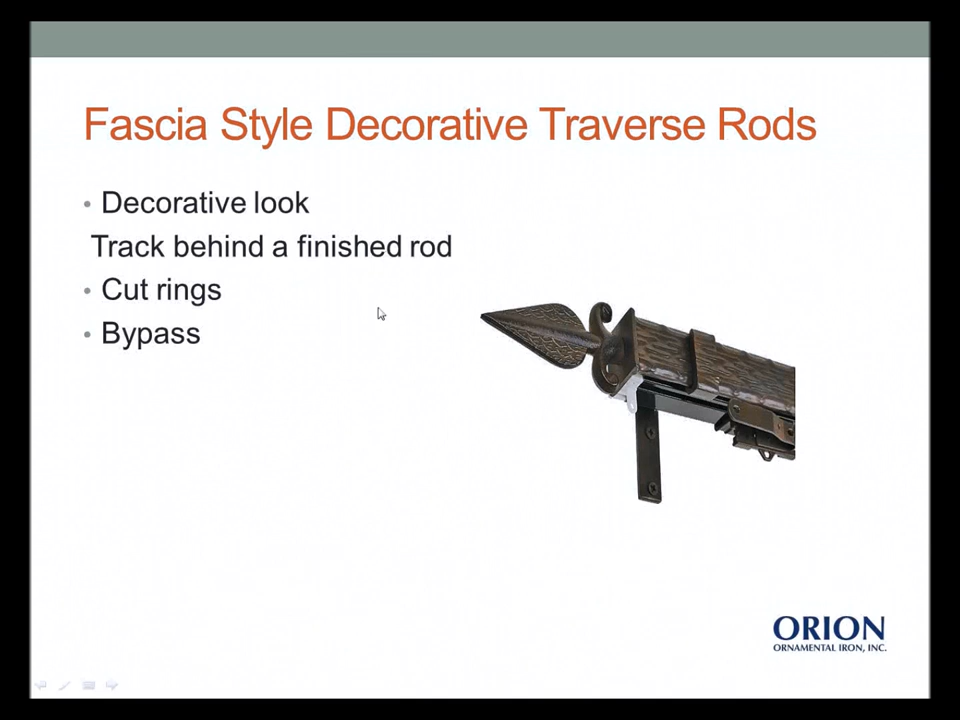 Fascia Style Decorative Traverse Rods
• Decorative look
Track behind a finished rod
• Cut rings
• Bypass
ORION
ORNAMENTAL IRON, INC.